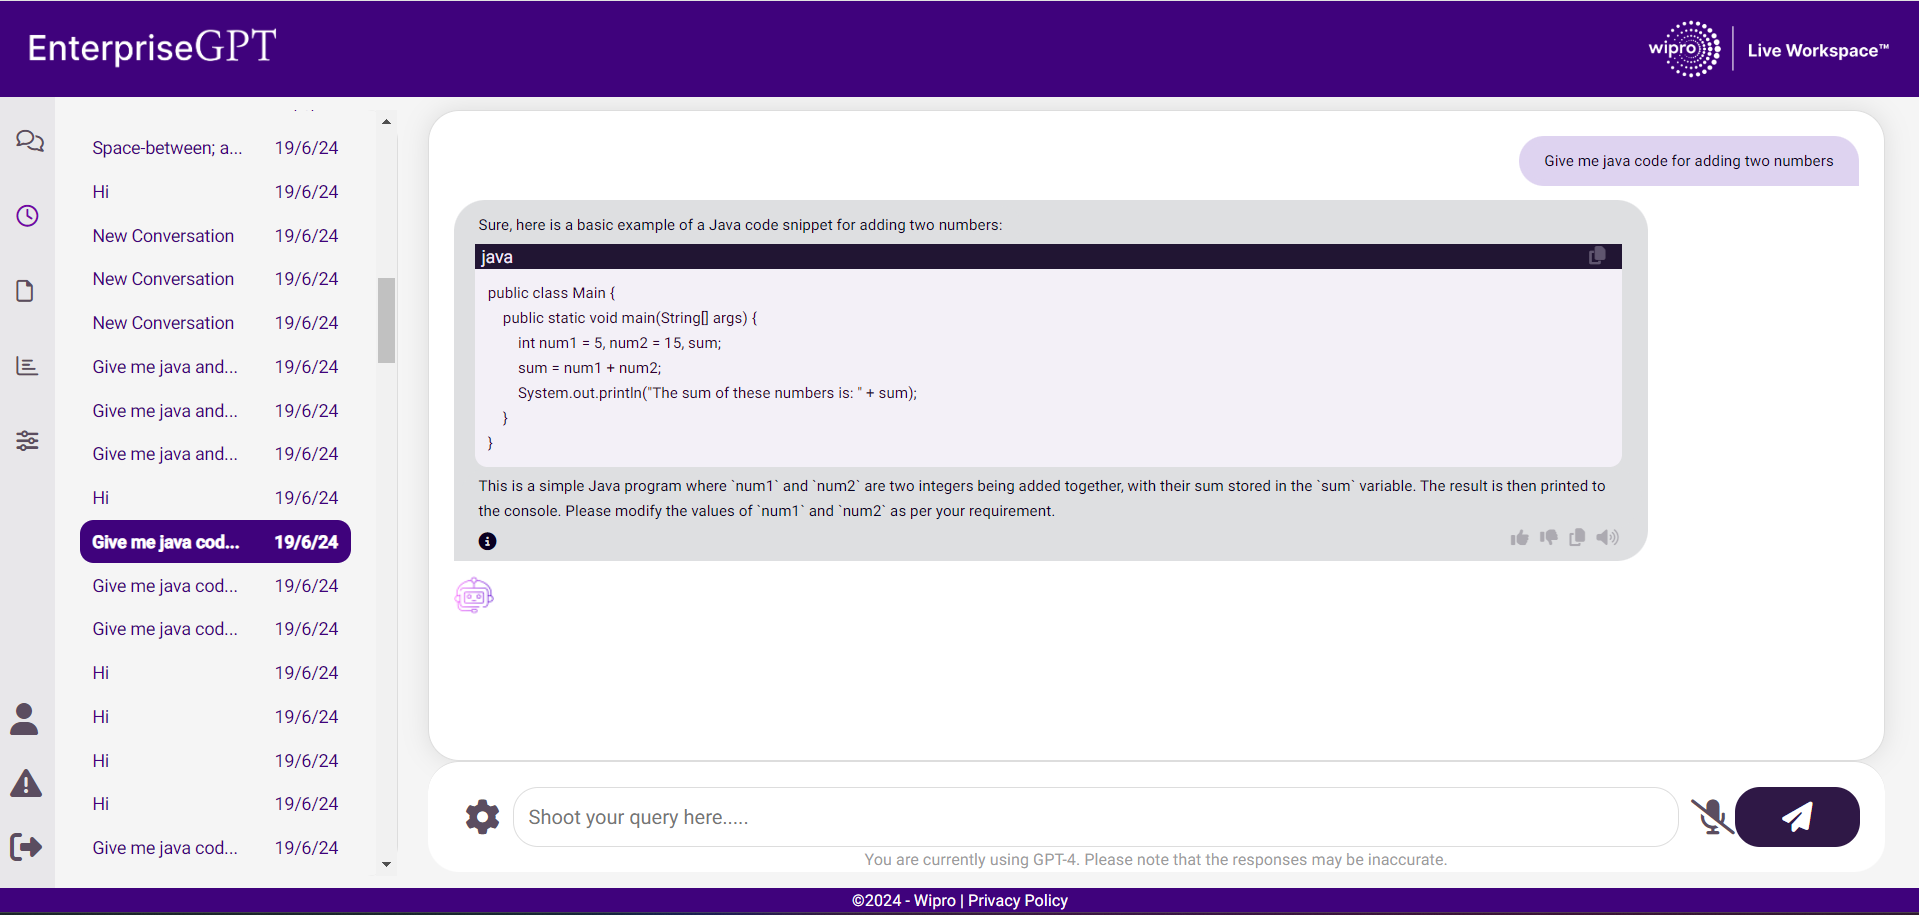 EnterpriseGPT
wipro
Live Workspace™
Space-between; a... 19/6/24
Hi 19/6/24
New Conversation 19/6/24
New Conversation 19/6/24
New Conversation 19/6/24
Give me java and... 19/6/24
Give me java and... 19/6/24
Give me java and... 19/6/24
Hi 19/6/24
Give me java cod... 19/6/24
Give me java cod... 19/6/24
Give me java cod... 19/6/24
Hi 19/6/24
Hi 19/6/24
Hi 19/6/24
Hi 19/6/24
Give me java cod... 19/6/24
Give me java code for adding two numbers
Sure, here is a basic example of a Java code snippet for adding two numbers:
java
public class Main {
public static void main(String[] args) {
int num1 = 5, num2 = 15, sum;
sum = num1 + num2;
System.out.println("The sum of these numbers is: " + sum);
}
}
This is a simple Java program where `num1` and `num2` are two integers being added together, with their sum stored in the `sum` variable. The result is then printed to
the console. Please modify the values of `num1` and `num2` as per your requirement.
Shoot your query here.....
You are currently using GPT-4. Please note that the responses may be inaccurate.
©2024 - Wipro | Privacy Policy